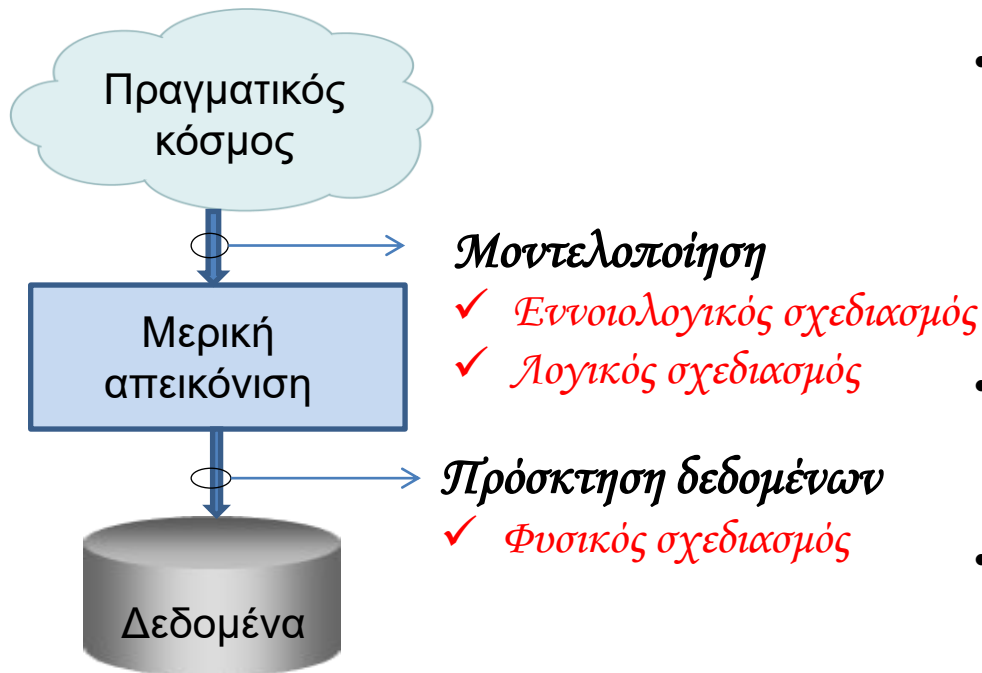 Πραγματικός
κόσμος
Μοντελοποίηση
✓ Εννοιολογικός σχεδιασμός
Μερική
απεικόνιση
✓ Λογικός σχεδιασμός
Πρόσκτηση δεδομένων
✓ Φυσικός σχεδιασμός
Δεδομένα